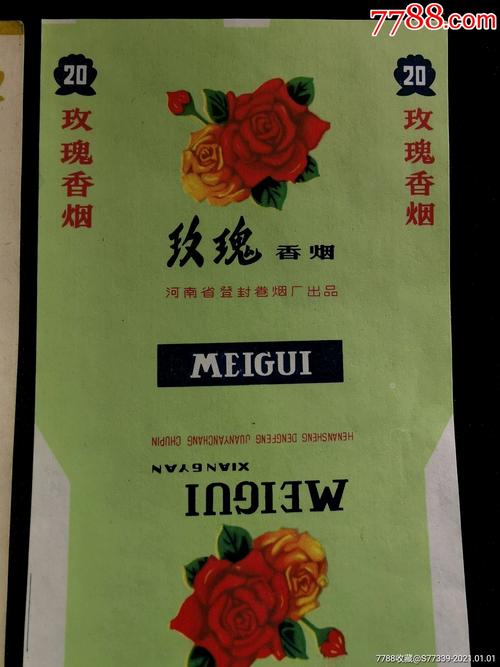 7788.com
20
20
玫瑰香烟
玫瑰香烟
玫瑰 香烟
河南省登封卷烟厂出品
MEIGUI
HENANSHENG DENGFENG JUANYANCHANG CHUPIN
XIANGYAN
MEIGUI
7788收藏@S77339-2021.01.01